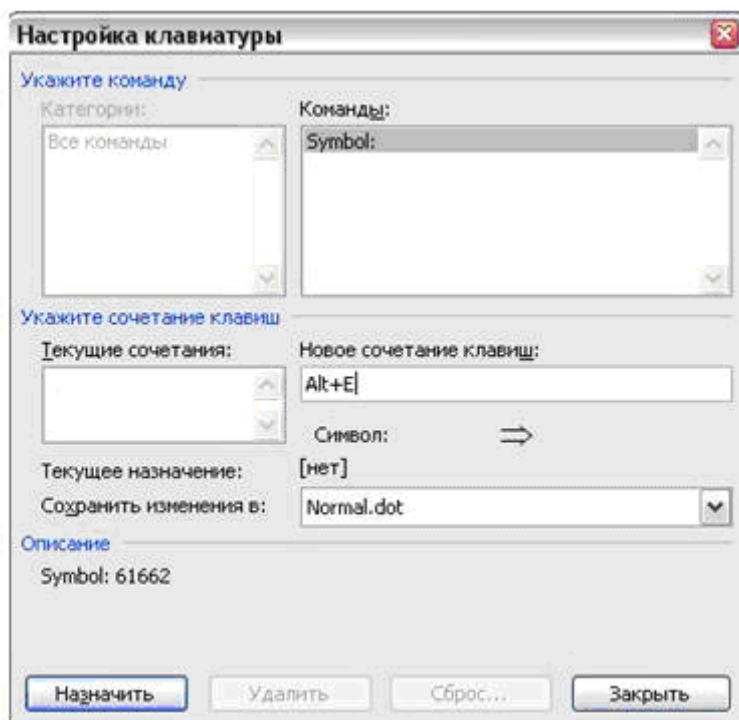 Настройка клавиатуры
Укажите команду
Категории:
Команды:
Все команды
Symbol:
Укажите сочетание клавиш
Текущие сочетания:
Новое сочетание клавиш:
Alt+E
Символ: ⇒
Текущее назначение: [нет]
Сохранить изменения в: Normal.dot
Описание
Symbol: 61662
Назначить Удалить Сброс... Закрыть